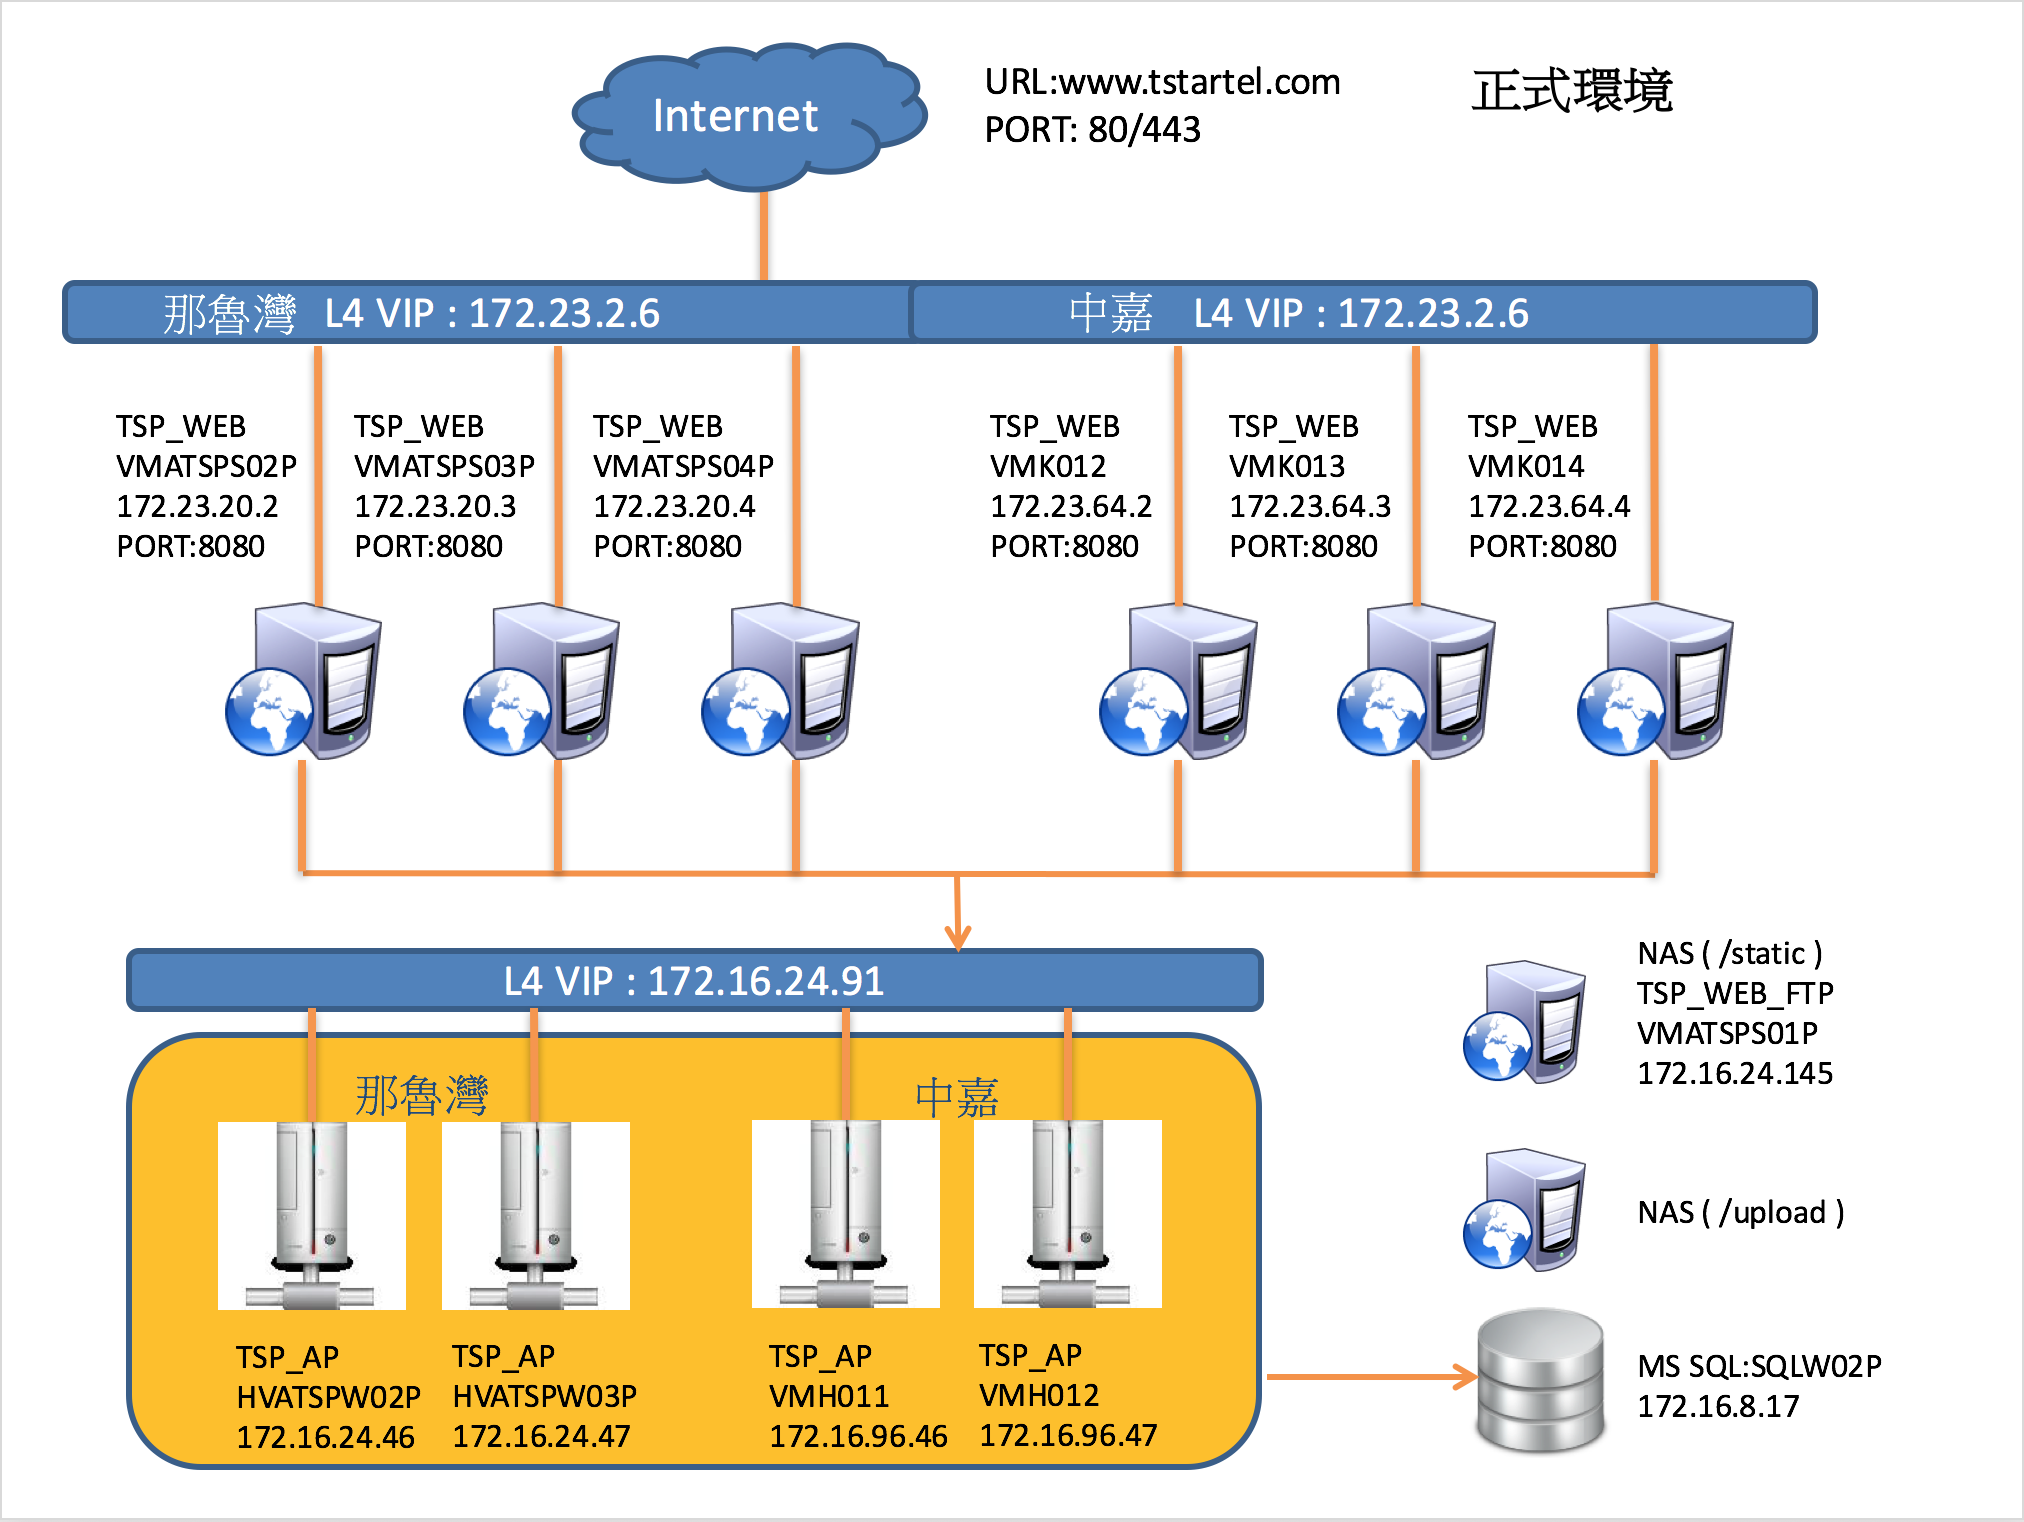 Internet
URL:www.tstartel.com
PORT: 80/443
正式環境
那魯灣 L4 VIP : 172.23.2.6
中嘉 L4 VIP : 172.23.2.6
TSP_WEB
VMATSPS02P
172.23.20.2
PORT:8080
TSP_WEB
VMATSPS03P
172.23.20.3
PORT:8080
TSP_WEB
VMATSPS04P
172.23.20.4
PORT:8080
TSP_WEB
VMK012
172.23.64.2
PORT:8080
TSP_WEB
VMK013
172.23.64.3
PORT:8080
TSP_WEB
VMK014
172.23.64.4
PORT:8080
L4 VIP : 172.16.24.91
那魯灣
中嘉
TSP_AP
HVATSPW02P
172.16.24.46
TSP_AP
HVATSPW03P
172.16.24.47
TSP_AP
VMH011
172.16.96.46
TSP_AP
VMH012
172.16.96.47
NAS ( /static )
TSP_WEB_FTP
VMATSPS01P
172.16.24.145
NAS ( /upload )
MS SQL:SQLW02P
172.16.8.17